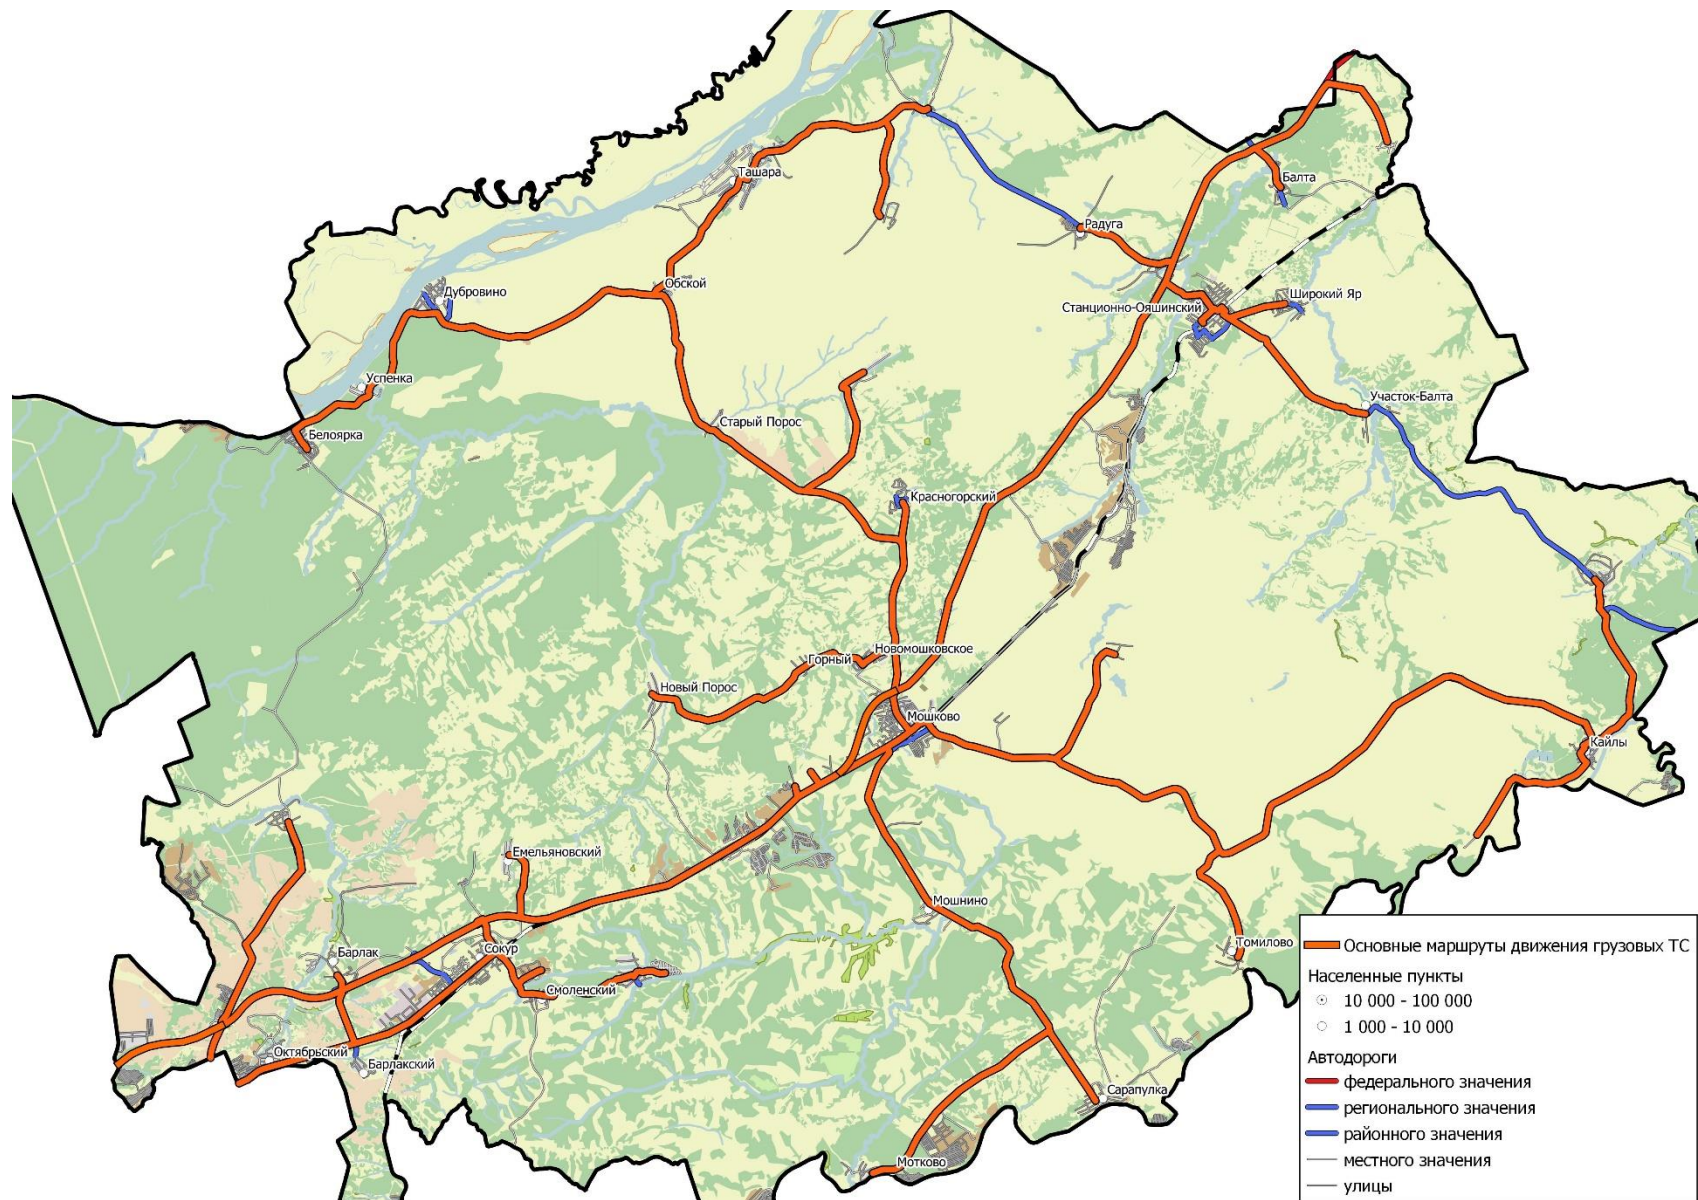 Ташара
Балта
Радуга
Обской
Дубровино
Широкий Яр
Станционно-Ояшинский
Успенка
Участок-Балта
Старый Порос
Белоярка
Красногорский
Новомошковское
Горный
Новый Порос
Мошково
Кайлы
Емельяновский
Мошнино
Томилово
Сокур
Барлак
Смоленский
Октябрьский
Барлакский
Сарапулка
Мотково
Основные маршруты движения грузовых ТС
Населенные пункты
10 000 - 100 000
1 000 - 10 000
Автодороги
федерального значения
регионального значения
районного значения
местного значения
улицы